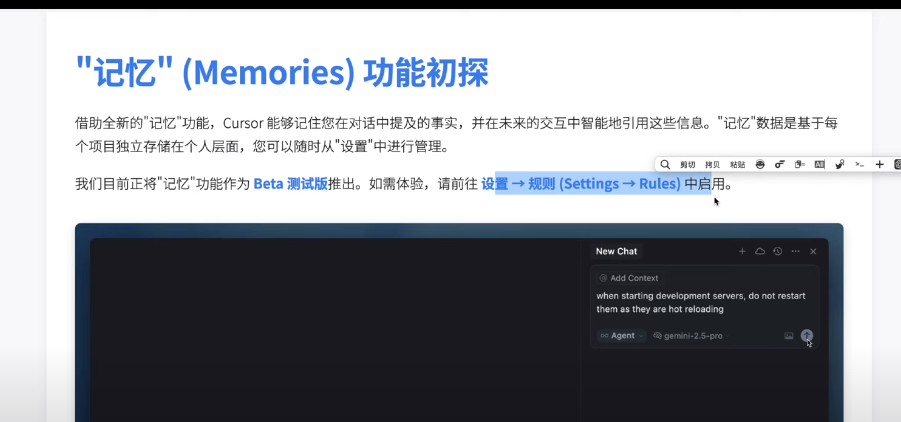 "记忆" (Memories) 功能初探
借助全新的"记忆"功能，Cursor 能够记住您在对话中提及的事实，并在未来的交互中智能地引用这些信息。"记忆"数据是基于每
个项目独立存储在个人层面，您可以随时从"设置"中进行管理。
剪切 拷贝 粘贴
我们目前正将"记忆"功能作为 Beta 测试版推出。如需体验，请前往 设置 → 规则 (Settings → Rules) 中启用。
New Chat
Add Context
when starting development servers, do not restart
them as they are hot reloading
Agent gemini-2.5-pro